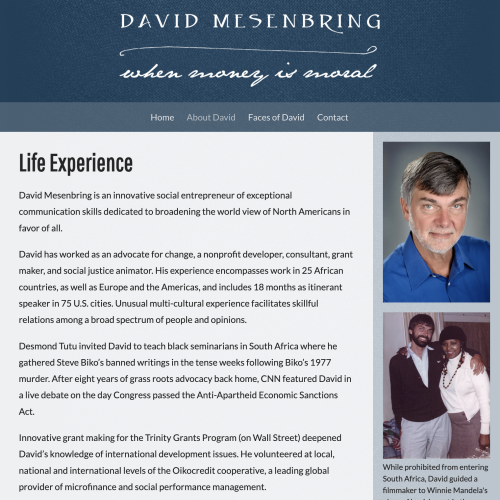 DAVID MESENBRING
when money is moral
Home About David Faces of David Contact
Life Experience
David Mesenbring is an innovative social entrepreneur of exceptional
communication skills dedicated to broadening the world view of North Americans in
favor of all.
David has worked as an advocate for change, a nonprofit developer, consultant, grant
maker, and social justice animator. His experience encompasses work in 25 African
countries, as well as Europe and the Americas, and includes 18 months as itinerant
speaker in 75 U.S. cities. Unusual multi-cultural experience facilitates skillful
relations among a broad spectrum of people and opinions.
Desmond Tutu invited David to teach black seminarians in South Africa where he
gathered Steve Biko's banned writings in the tense weeks following Biko's 1977
murder. After eight years of grass roots advocacy back home, CNN featured David in
a live debate on the day Congress passed the Anti-Apartheid Economic Sanctions
Act.
Innovative grant making for the Trinity Grants Program (on Wall Street) deepened
David's knowledge of international development issues. He volunteered at local,
national and international levels of the Oikocredit cooperative, a leading global
provider of microfinance and social performance management.
While prohibited from entering
South Africa, David guided a
filmmaker to Winnie Mandela's